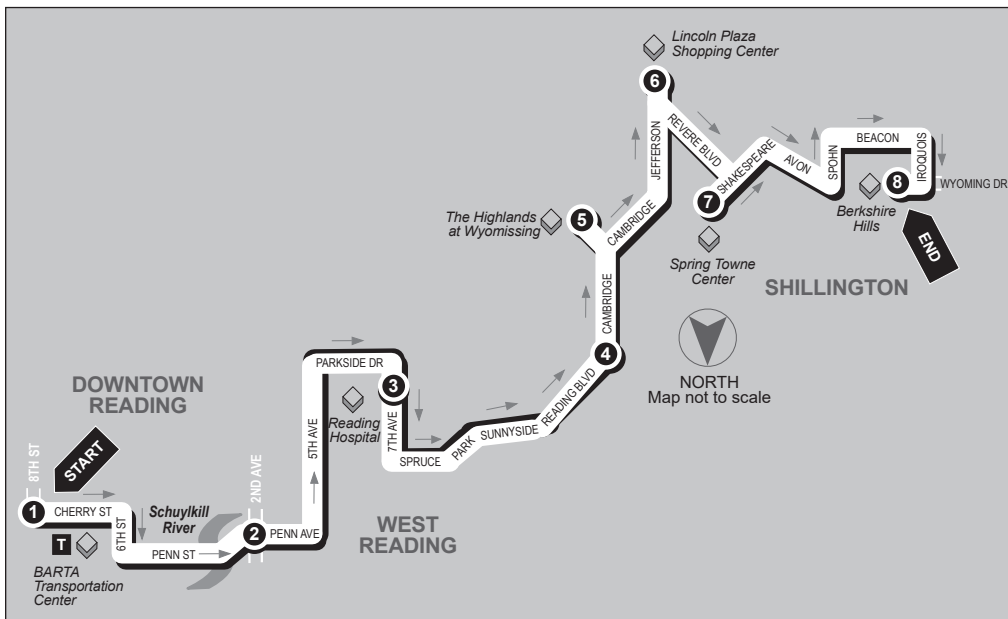 Lincoln Plaza
Shopping Center
6
REVERE BLVD
JEFFERSON
SHAKESPEARE
AVON
SPOHN
BEACON
IROQUOIS
WYOMING DR
7
8
Berkshire
Hills
END
The Highlands
at Wyomissing
5
CAMBRIDGE
Spring Towne
Center
SHILLINGTON
CAMBRIDGE
4
NORTH
Map not to scale
READING BLVD
DOWNTOWN
READING
PARKSIDE DR
3
Reading
Hospital
5TH AVE
7TH AVE
SPRUCE
PARK
SUNNYSIDE
START
8TH ST
1
CHERRY ST
6TH ST
Schuylkill
River
2ND AVE
2
PENN AVE
PENN ST
WEST
READING
T
BARTA
Transportation
Center